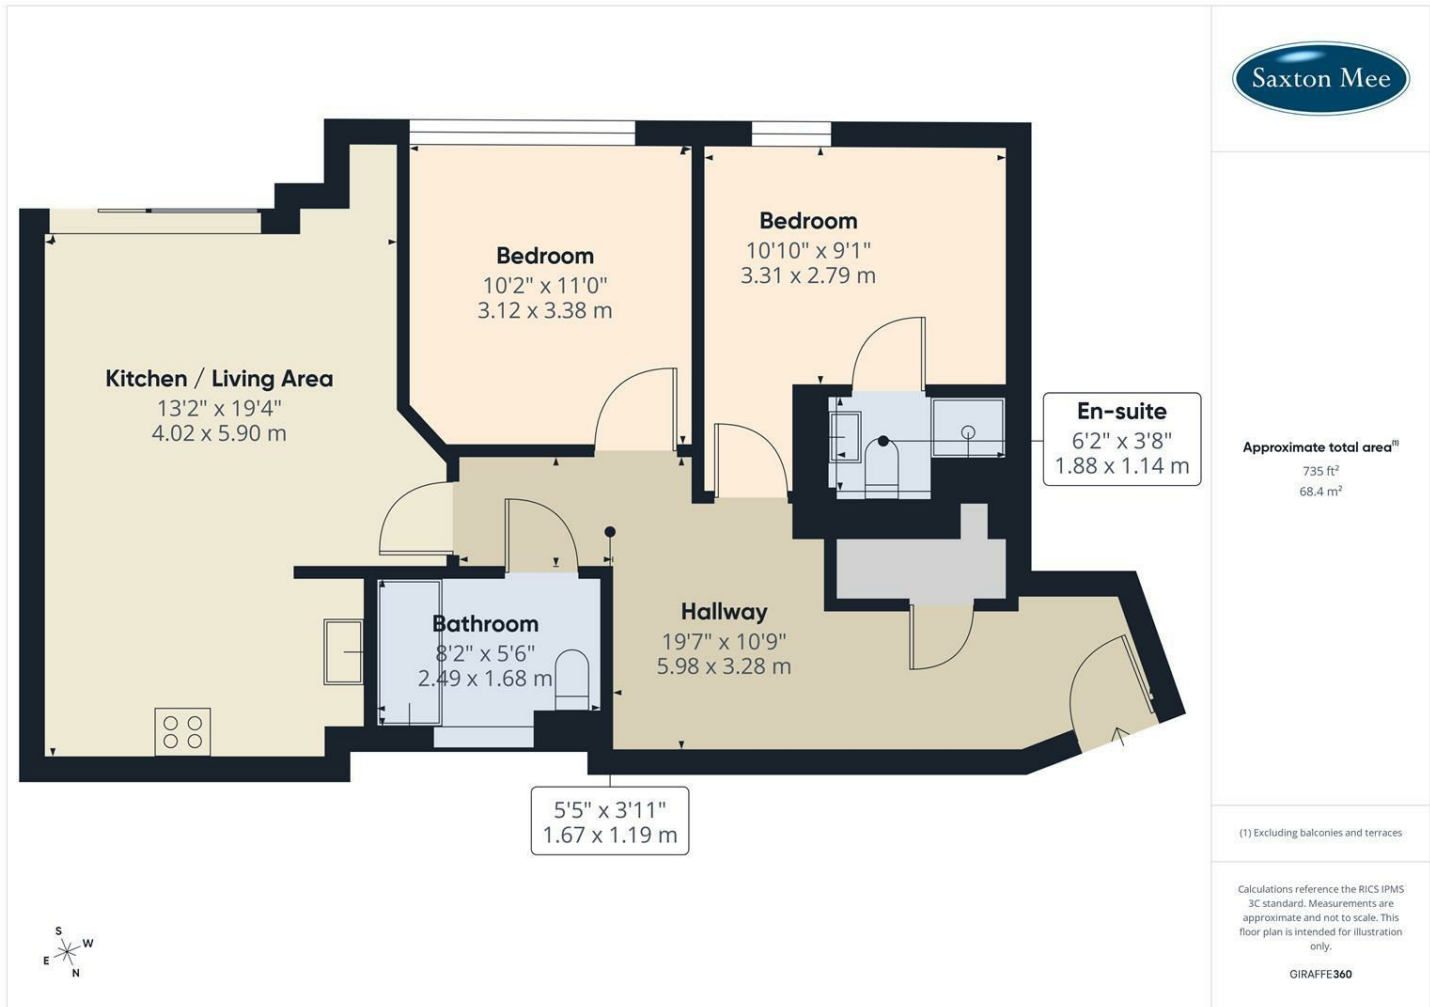 Saxton Mee
Bedroom
10'10" x 9'1"
3.31 x 2.79 m
Bedroom
10'2" x 11'0"
3.12 x 3.38 m
Kitchen / Living Area
13'2" x 19'4"
4.02 x 5.90 m
En-suite
6'2" x 3'8"
1.88 x 1.14 m
Hallway
19'7" x 10'9"
5.98 x 3.28 m
Bathroom
8'2" x 5'6"
2.49 x 1.68 m
5'5" x 3'11"
1.67 x 1.19 m
S
W
E
N
Approximate total area(1)
735 ft²
68.4 m²
(1) Excluding balconies and terraces
Calculations reference the RICS IPMS
3C standard. Measurements are
approximate and not to scale. This
floor plan is intended for illustration
only.
GIRAFFE360